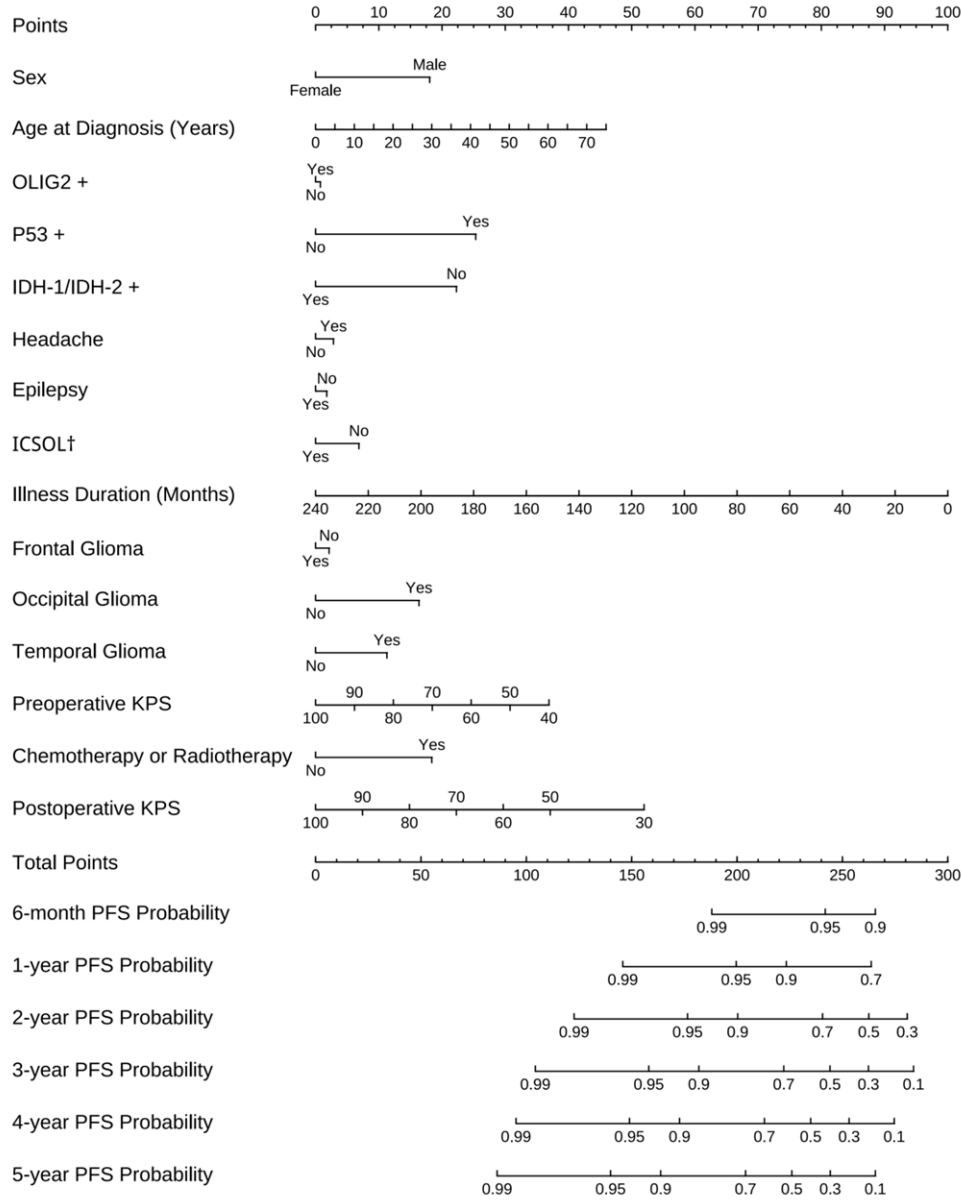 Points 0 10 20 30 40 50 60 70 80 90 100
Sex Male
Female
Age at Diagnosis (Years) 0 10 20 30 40 50 60 70
OLIG2 + Yes
No
P53 + Yes
No
IDH-1/IDH-2 + No
Yes
Headache Yes
No
Epilepsy No
Yes
ICSOL† No
Yes
Illness Duration (Months) 240 220 200 180 160 140 120 100 80 60 40 20 0
Frontal Glioma No
Yes
Occipital Glioma Yes
No
Temporal Glioma Yes
No
Preoperative KPS 90 70 50
100 80 60 40
Chemotherapy or Radiotherapy Yes
No
Postoperative KPS 90 70 50
100 80 60 30
Total Points 0 50 100 150 200 250 300
6-month PFS Probability 0.99 0.95 0.9
1-year PFS Probability 0.99 0.95 0.9 0.7
2-year PFS Probability 0.99 0.95 0.9 0.7 0.5 0.3
3-year PFS Probability 0.99 0.95 0.9 0.7 0.5 0.3 0.1
4-year PFS Probability 0.99 0.95 0.9 0.7 0.5 0.3 0.1
5-year PFS Probability 0.99 0.95 0.9 0.7 0.5 0.3 0.1